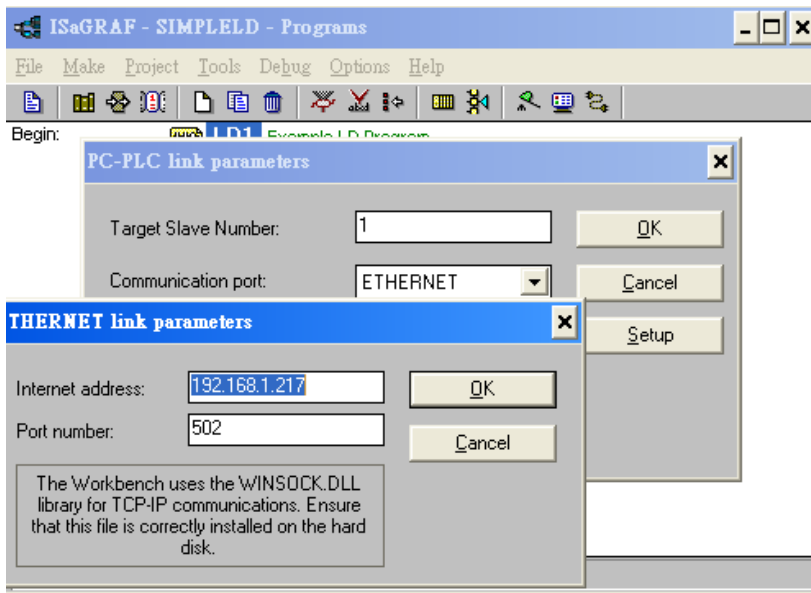 ISaGRAF - SIMPLELD - Programs
File Make Project Tools Debug Options Help
Begin: LD1 Example LD Program
PC-PLC link parameters
Target Slave Number: 1 OK
Communication port: ETHERNET Cancel
Setup
THERNET link parameters
Internet address: 192.168.1.217 OK
Port number: 502 Cancel
The Workbench uses the WINSOCK.DLL
library for TCP-IP communications. Ensure
that this file is correctly installed on the hard
disk.